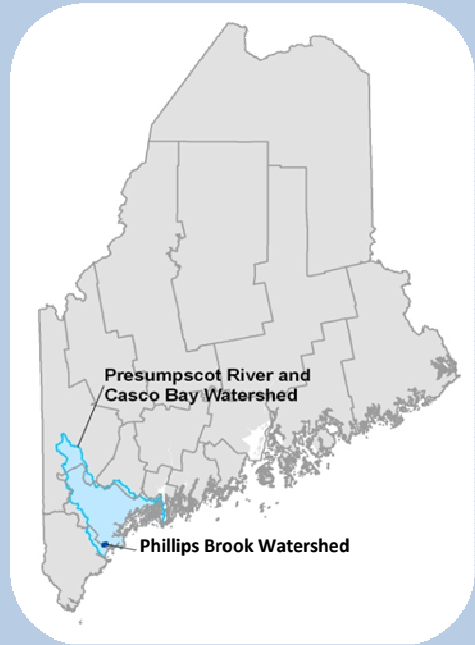 Presumpscot River and
Casco Bay Watershed
Phillips Brook Watershed